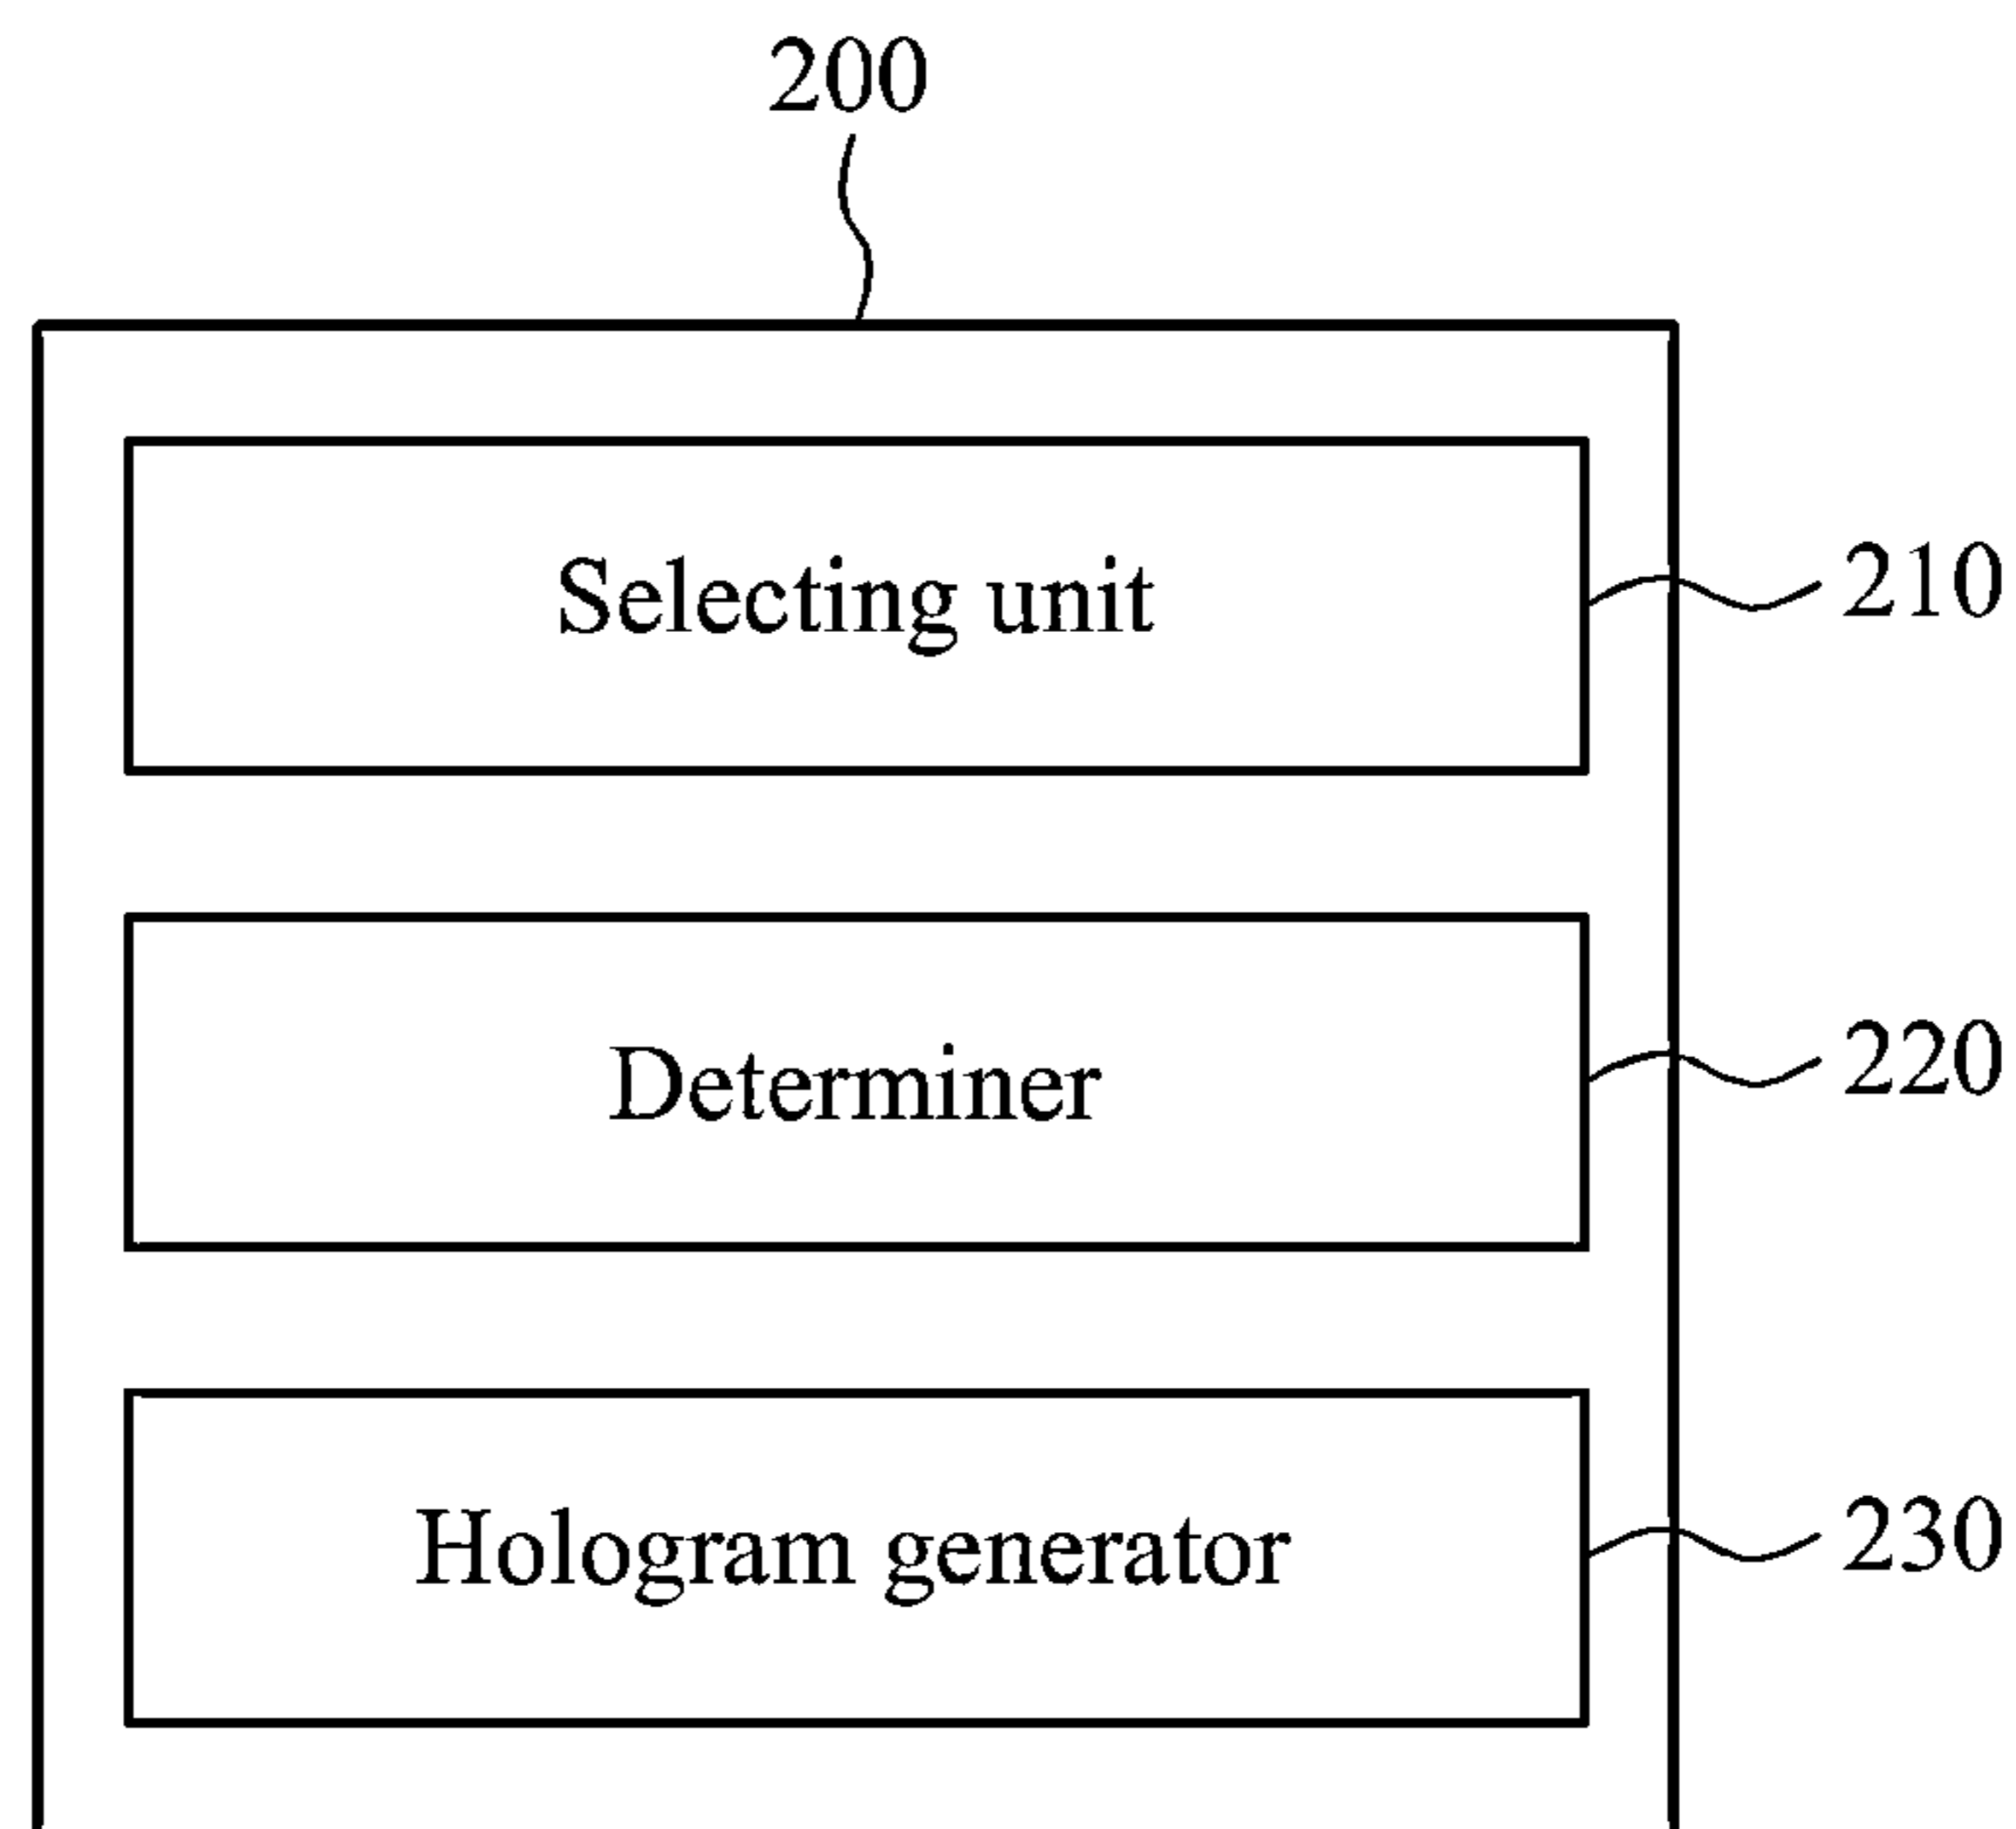 200
Selecting unit
210
Determiner
220
Hologram generator
230